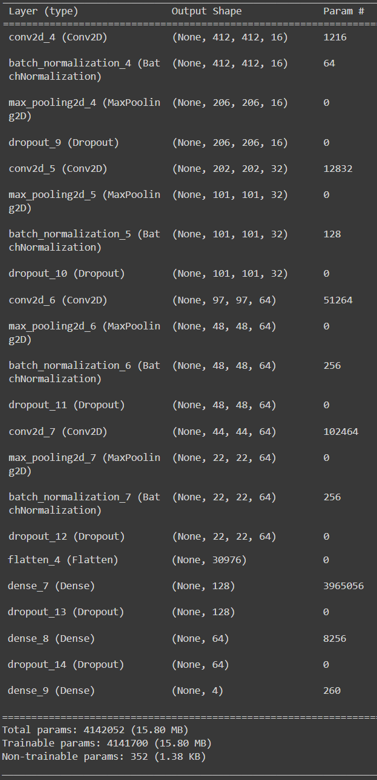 Layer (type) Output Shape Param #
=================================================================
conv2d_4 (Conv2D) (None, 412, 412, 16) 1216
batch_normalization_4 (Bat (None, 412, 412, 16) 64
chNormalization)
max_pooling2d_4 (MaxPoolin (None, 206, 206, 16) 0
g2D)
dropout_9 (Dropout) (None, 206, 206, 16) 0
conv2d_5 (Conv2D) (None, 202, 202, 32) 12832
max_pooling2d_5 (MaxPoolin (None, 101, 101, 32) 0
g2D)
batch_normalization_5 (Bat (None, 101, 101, 32) 128
chNormalization)
dropout_10 (Dropout) (None, 101, 101, 32) 0
conv2d_6 (Conv2D) (None, 97, 97, 64) 51264
max_pooling2d_6 (MaxPoolin (None, 48, 48, 64) 0
g2D)
batch_normalization_6 (Bat (None, 48, 48, 64) 256
chNormalization)
dropout_11 (Dropout) (None, 48, 48, 64) 0
conv2d_7 (Conv2D) (None, 44, 44, 64) 102464
max_pooling2d_7 (MaxPoolin (None, 22, 22, 64) 0
g2D)
batch_normalization_7 (Bat (None, 22, 22, 64) 256
chNormalization)
dropout_12 (Dropout) (None, 22, 22, 64) 0
flatten_4 (Flatten) (None, 30976) 0
dense_7 (Dense) (None, 128) 3965056
dropout_13 (Dropout) (None, 128) 0
dense_8 (Dense) (None, 64) 8256
dropout_14 (Dropout) (None, 64) 0
dense_9 (Dense) (None, 4) 260
=================================================================
Total params: 4142052 (15.80 MB)
Trainable params: 4141700 (15.80 MB)
Non-trainable params: 352 (1.38 KB)